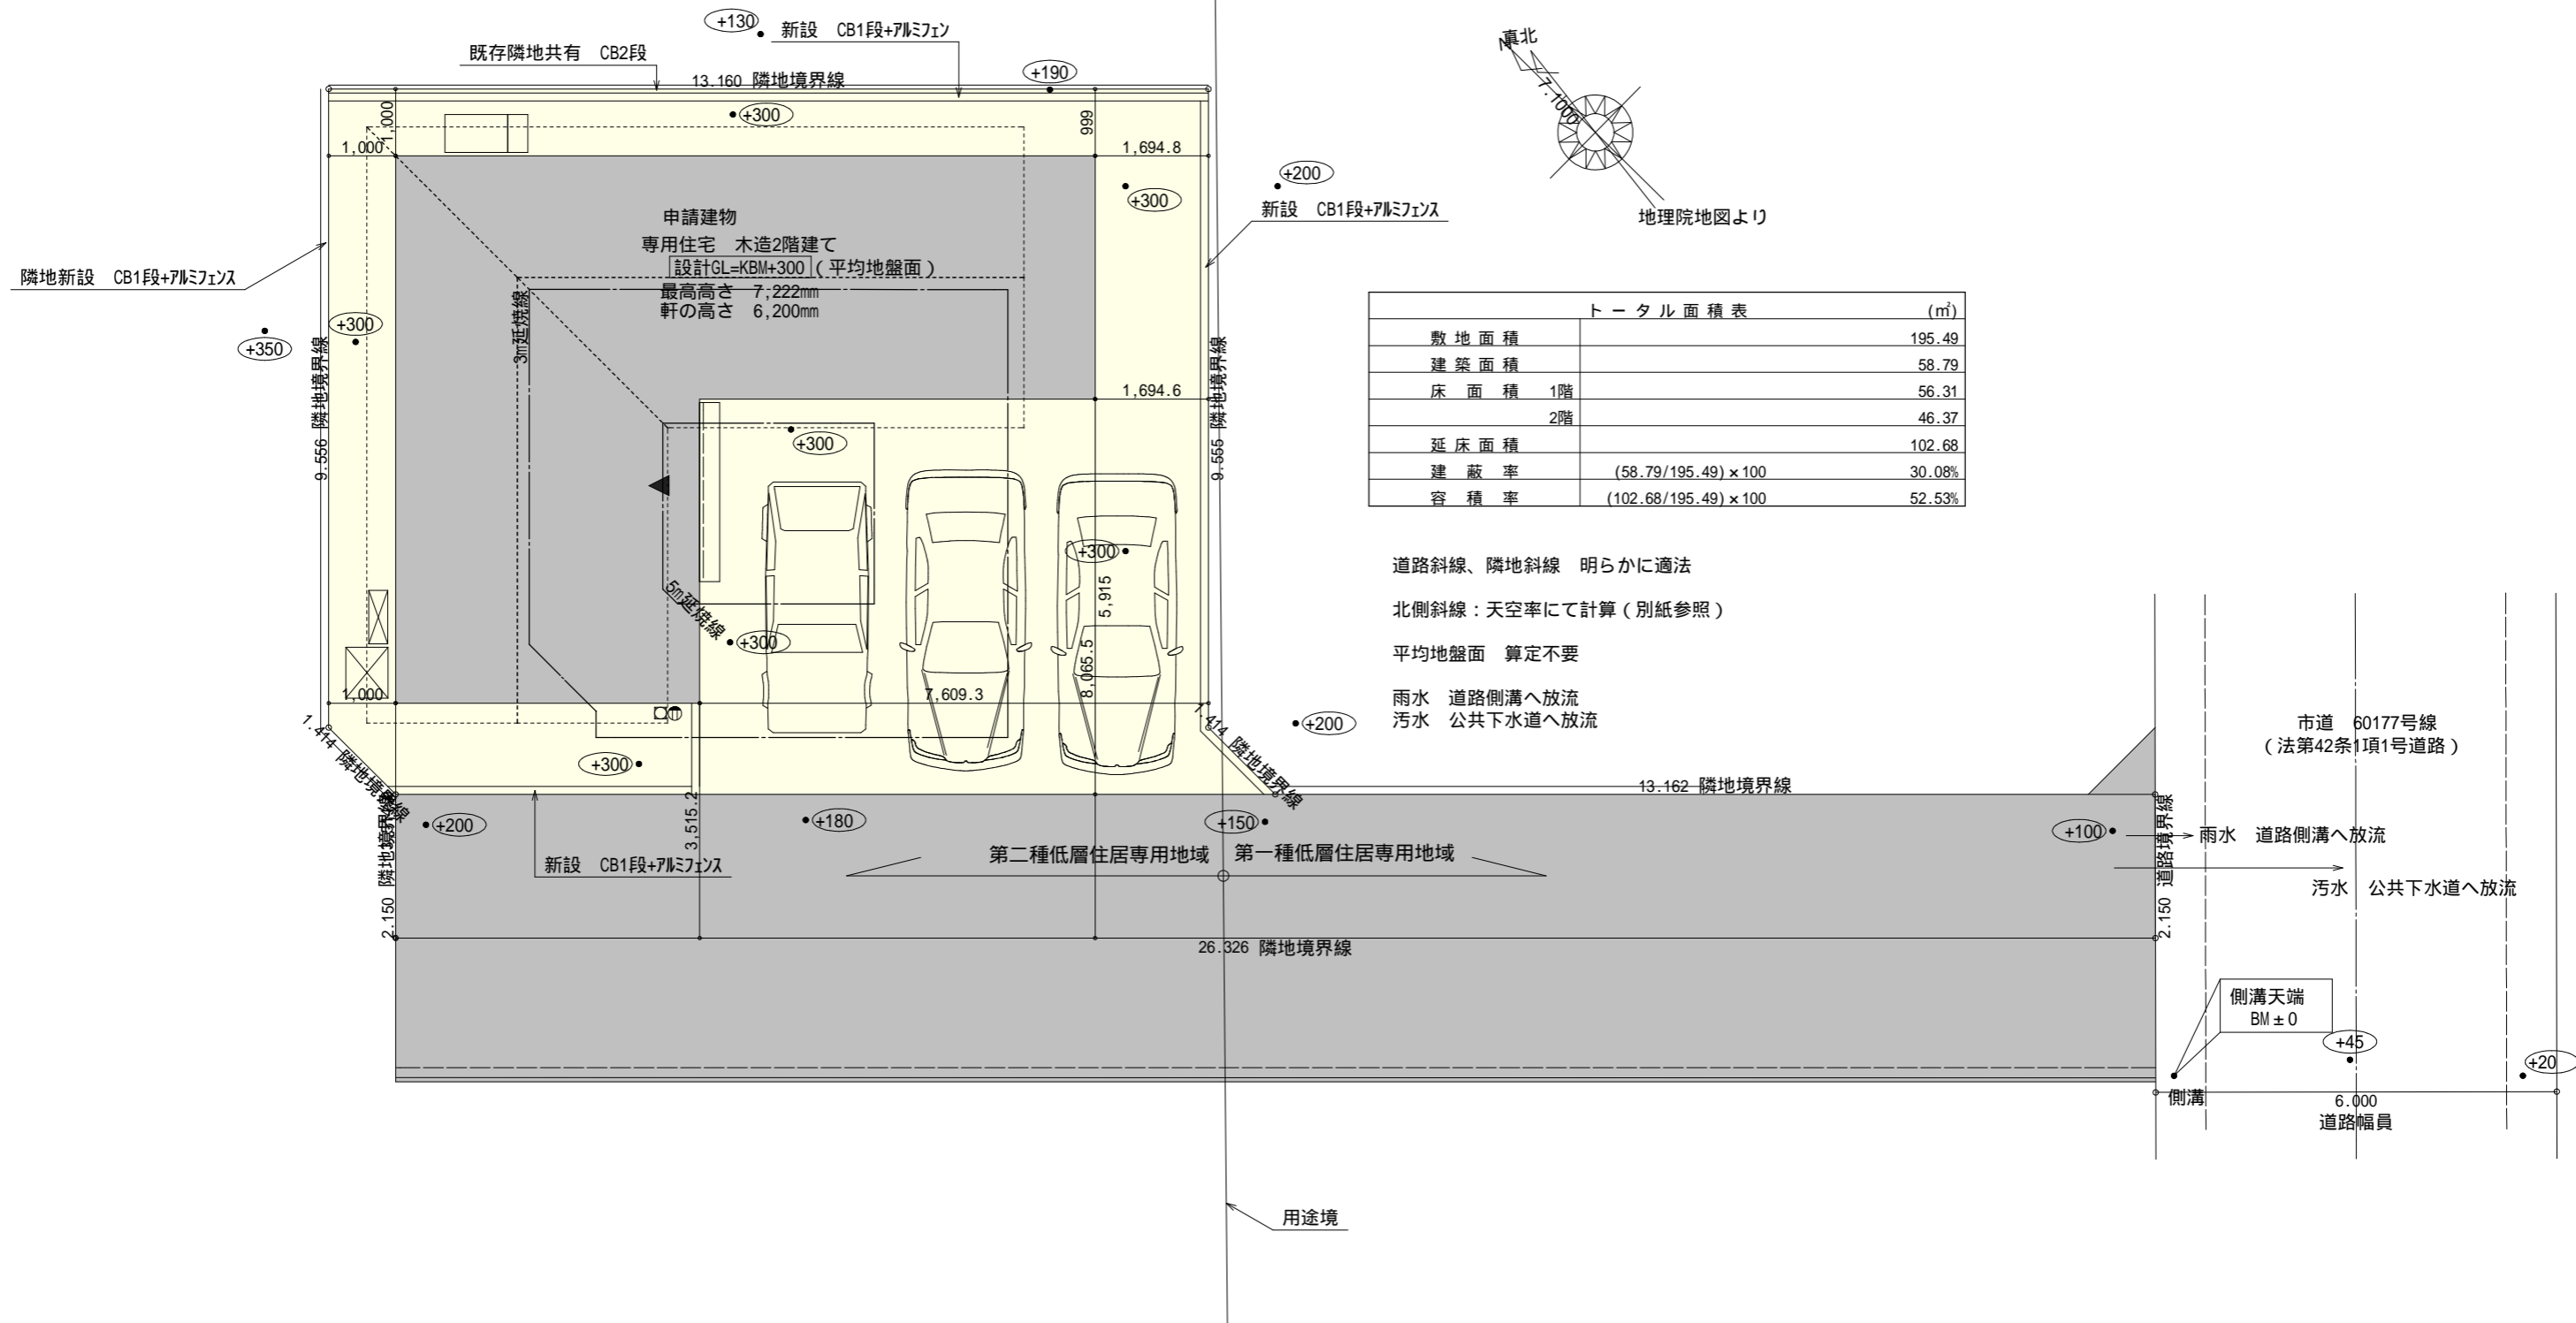 +130
新設　CB1段+アルミフェン
既存隣地共有　CB2段
+190
13.160 隣地境界線
真北
N
7.1000
地理院地図より
+300
1,000
999
1,000
1,694.8
+200
+300
新設　CB1段+アルミフェンス
申請建物
専用住宅　木造2階建て
設計GL=KBM+300（平均地盤面）
最高高さ　7,222mm
軒の高さ　6,200mm
隣地新設　CB1段+アルミフェンス
+300
+350
3m延焼線
9.556 隣地境界線
9.555 隣地境界線
1,694.6
+300
トータル面積表　(㎡)
敷地面積　195.49
建築面積　58.79
床面積　1階　56.31
2階　46.37
延床面積　102.68
建蔽率　(58.79/195.49)×100　30.08%
容積率　(102.68/195.49)×100　52.53%
+300
5,915
5m延焼線
+300
8,065.5
道路斜線、隣地斜線　明らかに適法
北側斜線：天空率にて計算（別紙参照）
平均地盤面　算定不要
雨水　道路側溝へ放流
汚水　公共下水道へ放流
1,000
7,609.3
+200
1.414 隣地境界線
1.414 隣地境界線
+300
市道　60177号線
（法第42条1項1号道路）
13.162 隣地境界線
2.150 隣地境界線
+200
3,515.2
+180
+150
+100
2.150 道路境界線
雨水　道路側溝へ放流
新設　CB1段+アルミフェンス
第二種低層住居専用地域
第一種低層住居専用地域
汚水　公共下水道へ放流
26.326 隣地境界線
側溝天端
BM±0
+45
+20
側溝
6.000
道路幅員
用途境